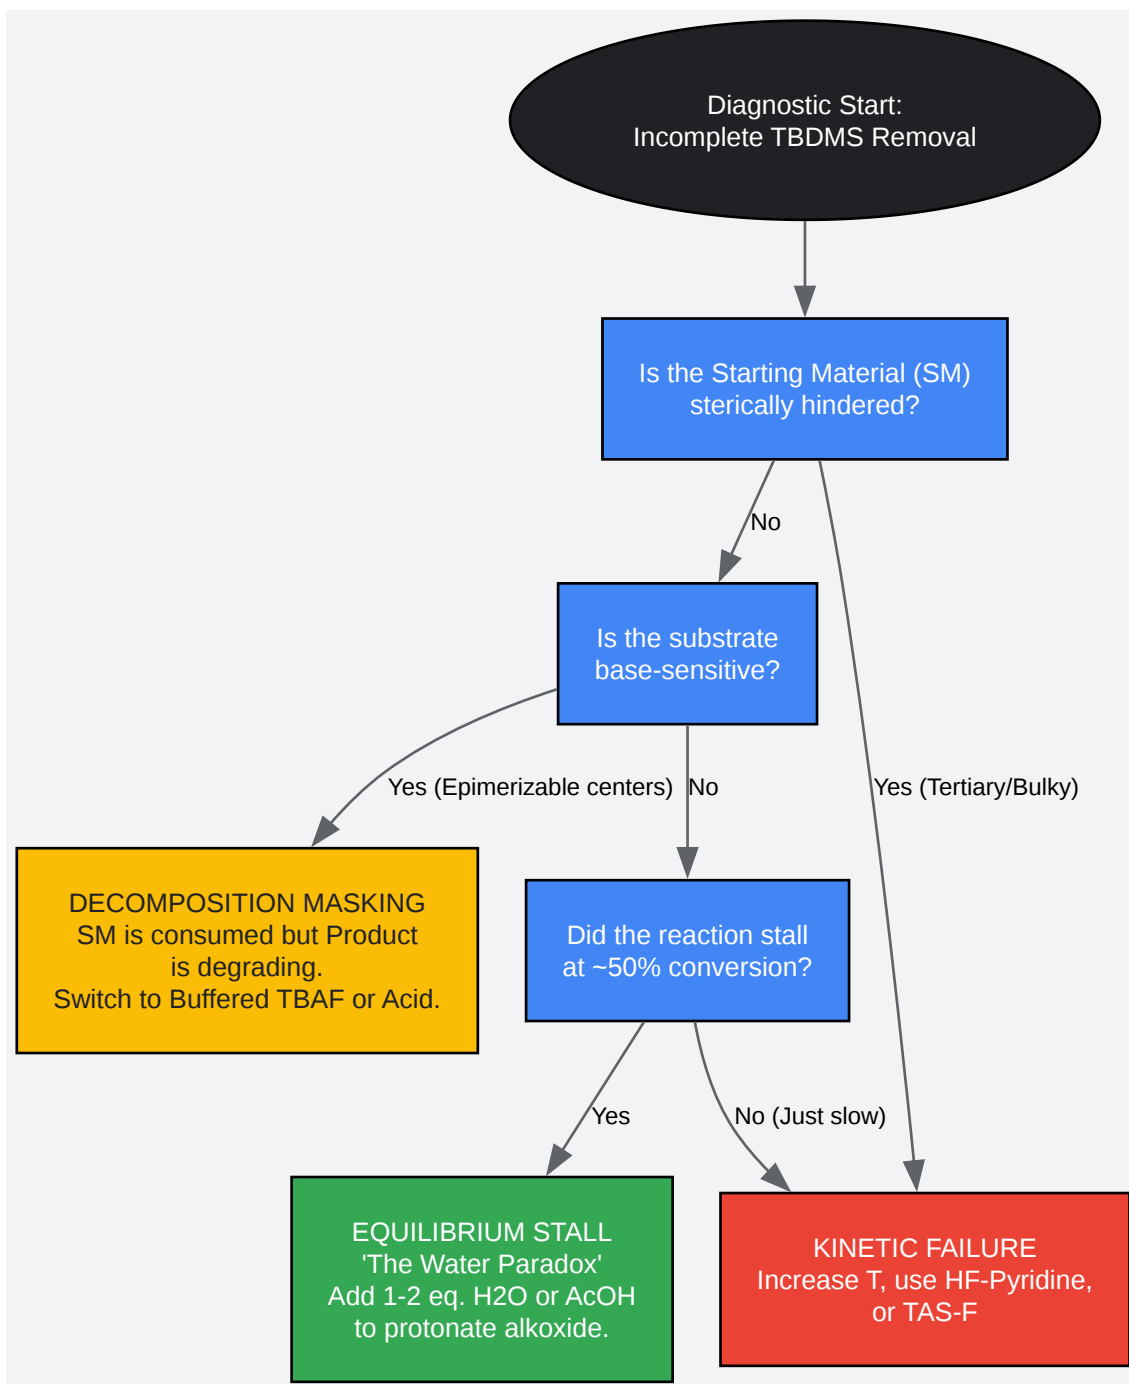 Diagnostic Start:
Incomplete TBDMS Removal
Is the Starting Material (SM)
sterically hindered?
No
Is the substrate
base-sensitive?
Yes (Epimerizable centers)
No
Yes (Tertiary/Bulky)
DECOMPOSITION MASKING
SM is consumed but Product
is degrading.
Switch to Buffered TBAF or Acid.
Did the reaction stall
at ~50% conversion?
Yes
No (Just slow)
EQUILIBRIUM STALL
'The Water Paradox'
Add 1-2 eq. H2O or AcOH
to protonate alkoxide.
KINETIC FAILURE
Increase T, use HF-Pyridine,
or TAS-F